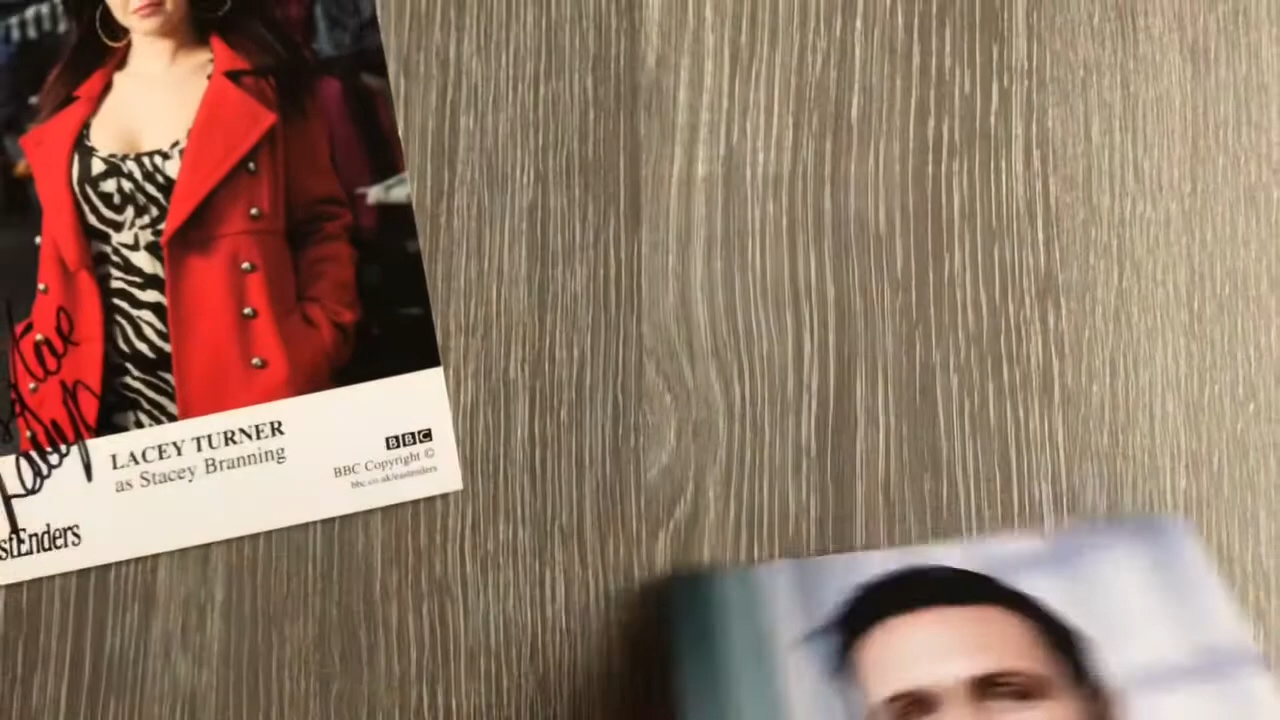 LACEY TURNER
as Stacey Branning
BBC
BBC Copyright ©
bbc.co.uk/eastenders
stEnders